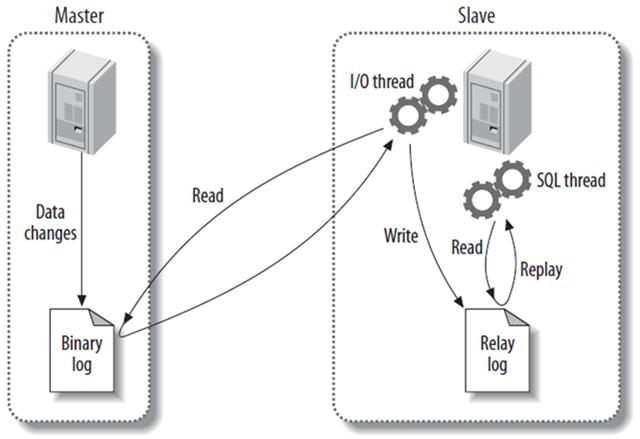 Master
Slave
I/O thread
SQL thread
Read
Data
changes
Write
Read
Replay
Binary
log
Relay
log